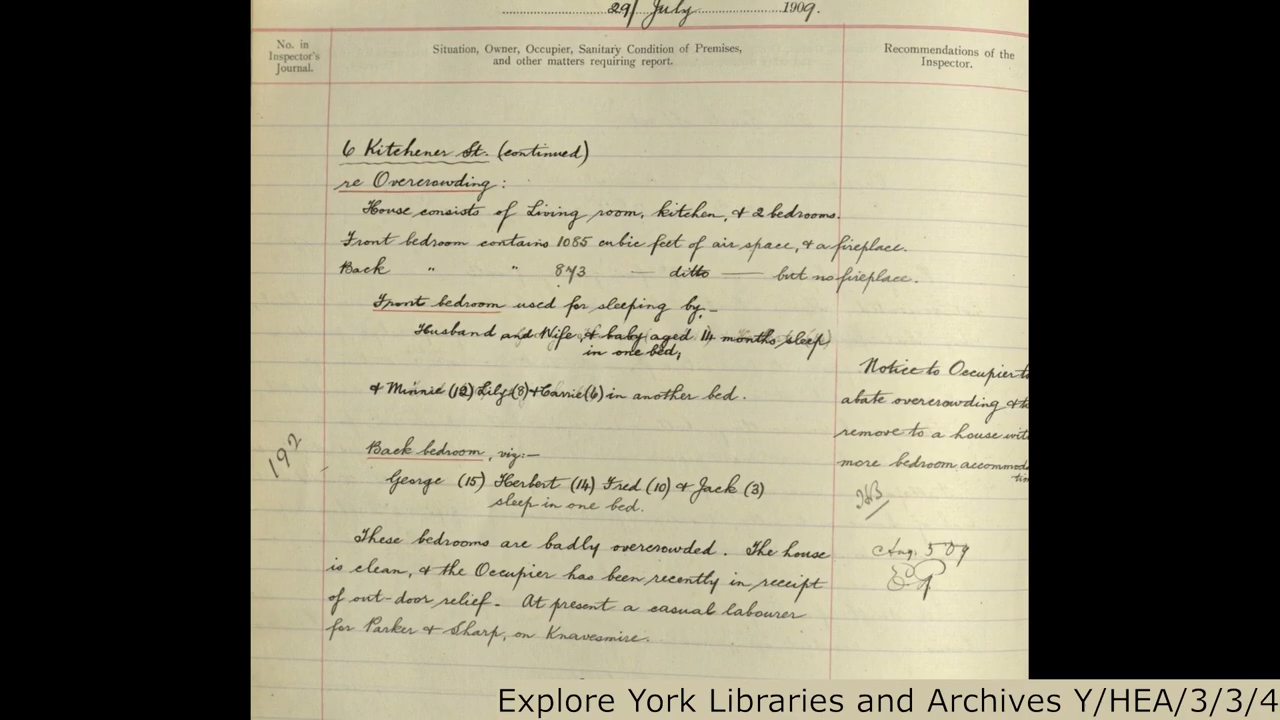 29/ July 1909.
No. in
Inspector's
Journal.
Situation, Owner, Occupier, Sanitary Condition of Premises,
and other matters requiring report.
Recommendations of the
Inspector.
6 Kitchener St. (continued)
re Overcrowding:
House consists of Living room, kitchen, & 2 bedrooms.
Front bedroom contains 1085 cubic feet of air space, & a fireplace.
Back " " 873 — ditto — but no fireplace.
Front bedroom used for sleeping by.-
Husband and Wife, & baby (aged 14 months sleep)
in one bed,
& Minnie (12) Lily (8) & Carrie (6) in another bed.
192
Back bedroom, viz:-
George (15) Herbert (14) Fred (10) & Jack (3)
sleep in one bed.
These bedrooms are badly overcrowded. The house
is clean, & the Occupier has been recently in receipt
of out-door relief. At present a casual labourer
for Parker & Sharp, on Knavesmire.
Notice to Occupier to
abate overcrowding &
remove to a house with
more bedroom accommoda
tion
Aug. 5 09
Explore York Libraries and Archives Y/HEA/3/3/4